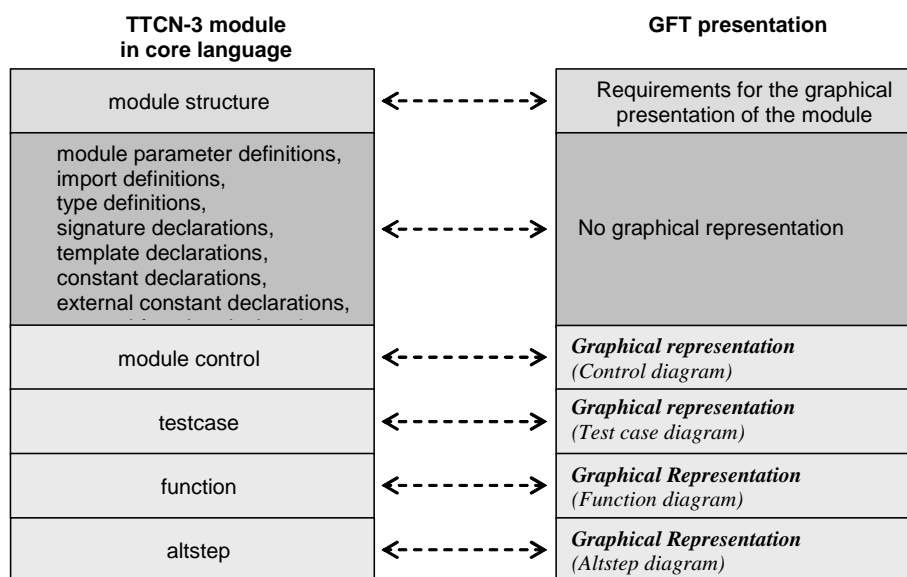 TTCN-3 module
in core language
GFT presentation
module structure
Requirements for the graphical
presentation of the module
module parameter definitions,
import definitions,
type definitions,
signature declarations,
template declarations,
constant declarations,
external constant declarations,
No graphical representation
module control
Graphical representation
(Control diagram)
testcase
Graphical representation
(Test case diagram)
function
Graphical Representation
(Function diagram)
altstep
Graphical Representation
(Altstep diagram)